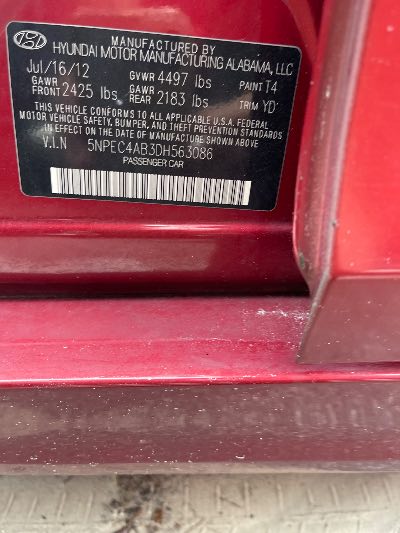 MANUFACTURED BY
HYUNDAI MOTOR MANUFACTURING ALABAMA, LLC
Jul/16/12 GVWR 4497 lbs PAINT T4
GAWR FRONT 2425 lbs GAWR REAR 2183 lbs TRIM YD
THIS VEHICLE CONFORMS TO ALL APPLICABLE U.S.A. FEDERAL
MOTOR VEHICLE SAFETY, BUMPER, AND THEFT PREVENTION STANDARDS
IN EFFECT ON THE DATE OF MANUFACTURE SHOWN ABOVE
V.I.N 5NPEC4AB3DH563086
PASSENGER CAR